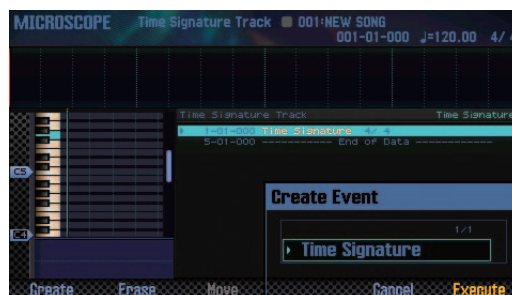 MICROSCOPE Time Signature Track 001:NEW SONG
001-01-000 ♩=120.00 4/ 4
Time Signature Track Time Signature
1-01-000 Time Signature 4/ 4
5-01-000 ----------- End of Data -------------
C5
Create Event
1/1
C4
Time Signature
Create Erase Move Cancel Execute